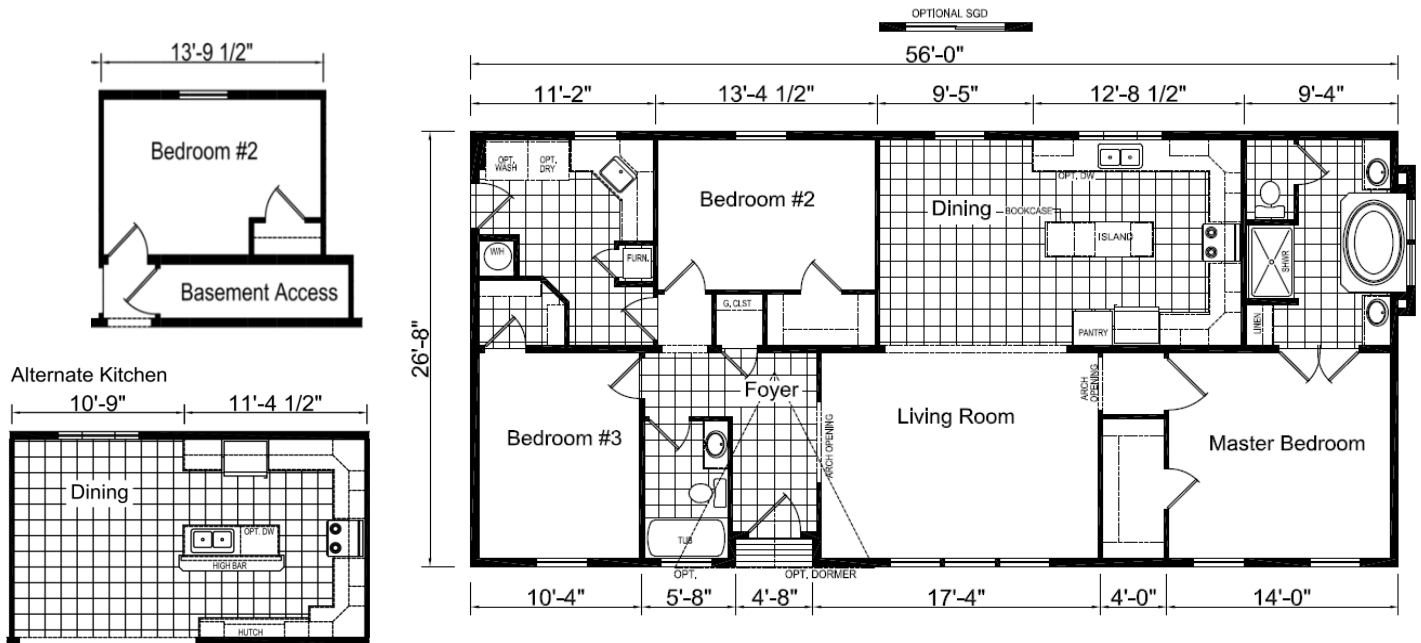 OPTIONAL SGD
56'-0"
11'-2"
13'-4 1/2"
9'-5"
12'-8 1/2"
9'-4"
26'-8"
OPT.
WASH
OPT.
DRY
W/H
FURN.
Bedroom #2
G. CLST
Dining
BOOKCASE
OPT. DW
ISLAND
PANTRY
SHWR
LINEN
Bedroom #3
Foyer
ARCH OPENING
TUB
Living Room
ARCH
OPENING
Master Bedroom
OPT.
OPT. DORMER
10'-4"
5'-8"
4'-8"
17'-4"
4'-0"
14'-0"
13'-9 1/2"
Bedroom #2
Basement Access
Alternate Kitchen
10'-9"
11'-4 1/2"
Dining
OPT. DW
HIGH BAR
HUTCH